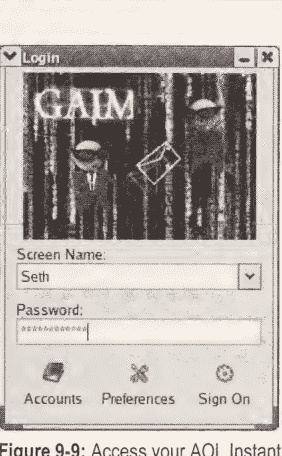 Login
GAIM
Screen Name:
Seth
Password:
************
Accounts Preferences Sign On
Figure 9-9: Access your AOL Instant